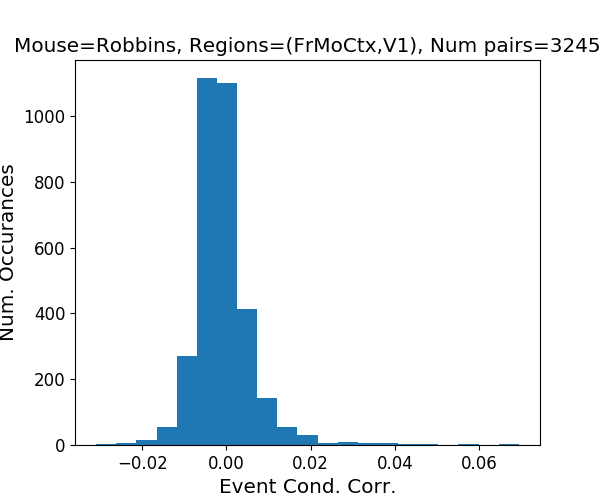 Mouse=Robbins, Regions=(FrMoCtx,V1), Num pairs=3245
1000
800
600
400
200
0
Num. Occurances
−0.02 0.00 0.02 0.04 0.06
Event Cond. Corr.